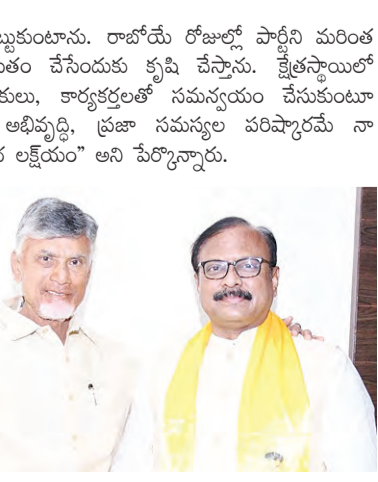 ట్టుకుంటాను. రాబోయే రోజుల్లో పార్టీని మరింత
తం చేసేందుకు కృషి చేస్తాను. క్షేత్రస్థాయిలో
కులు, కార్యకర్తలతో సమన్వయం చేసుకుంటూ
అభివృద్ధి, ప్రజా సమస్యల పరిష్కారమే నా
లక్ష్యం” అని పేర్కొన్నారు.